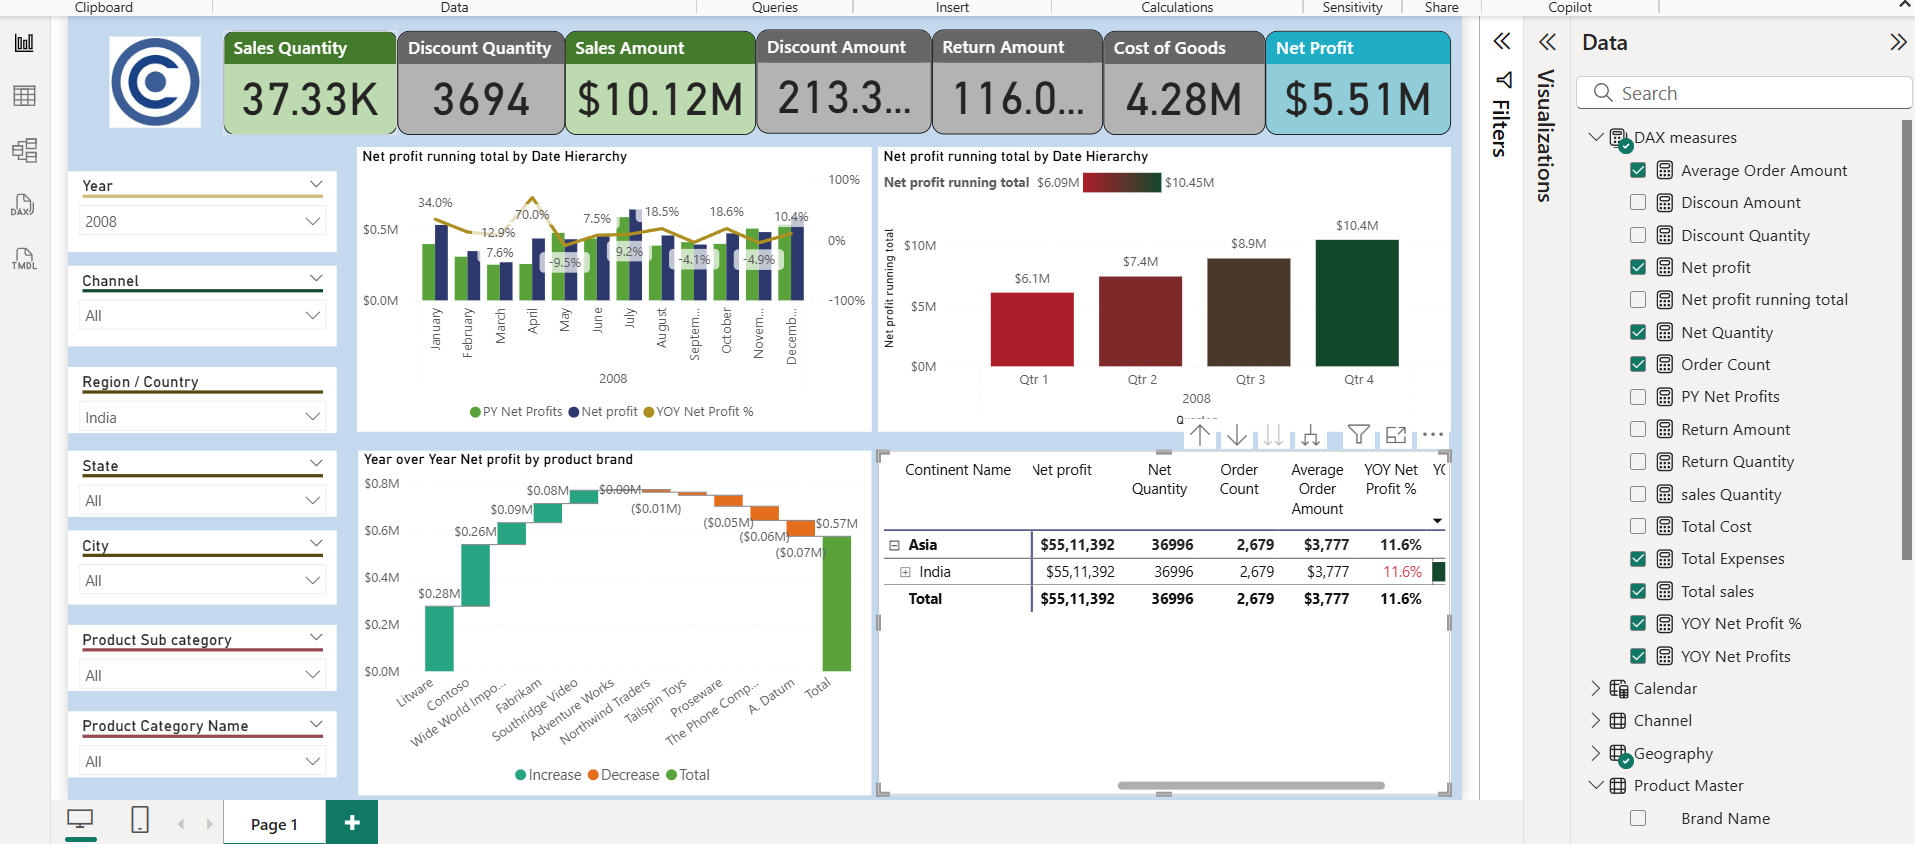 Clipboard
Data
Queries
Insert
Calculations
Sensitivity
Share
Copilot
Sales Quantity
37.33K
Discount Quantity
3694
Sales Amount
$10.12M
Discount Amount
213.3...
Return Amount
116.0...
Cost of Goods
4.28M
Net Profit
$5.51M
Year
2008
Channel
All
Region / Country
India
State
All
City
All
Product Sub category
All
Product Category Name
All
Net profit running total by Date Hierarchy
100%
0%
-100%
$0.5M
$0.0M
34.0%
12.9%
7.6%
70.0%
-9.5%
7.5%
9.2%
18.5%
-4.1%
18.6%
-4.9%
10.4%
January
February
March
April
May
June
July
August
Septem...
October
Novem...
Decemb...
2008
PY Net Profits
Net profit
YOY Net Profit %
Net profit running total by Date Hierarchy
Net profit running total
$6.09M
$10.45M
Net profit running total
$10M
$5M
$0M
$6.1M
$7.4M
$8.9M
$10.4M
Qtr 1
Qtr 2
Qtr 3
Qtr 4
2008
Year over Year Net profit by product brand
$0.8M
$0.6M
$0.4M
$0.2M
$0.0M
$0.28M
$0.26M
$0.09M
$0.08M
$0.00M
($0.01M)
($0.05M)
($0.06M)
($0.07M)
$0.57M
Litware
Contoso
Wide World Impo...
Fabrikam
Southridge Video
Adventure Works
Northwind Traders
Tailspin Toys
Proseware
The Phone Comp...
A. Datum
Total
Increase
Decrease
Total
Continent Name
Net profit
Net Quantity
Order Count
Average Order Amount
YOY Net Profit %
YO
Asia $55,11,392 36996 2,679 $3,777 11.6%
India $55,11,392 36996 2,679 $3,777 11.6%
Total $55,11,392 36996 2,679 $3,777 11.6%
Page 1
Filters
Visualizations
Data
Search
DAX measures
Average Order Amount
Discoun Amount
Discount Quantity
Net profit
Net profit running total
Net Quantity
Order Count
PY Net Profits
Return Amount
Return Quantity
sales Quantity
Total Cost
Total Expenses
Total sales
YOY Net Profit %
YOY Net Profits
Calendar
Channel
Geography
Product Master
Brand Name
DAX
TMDL